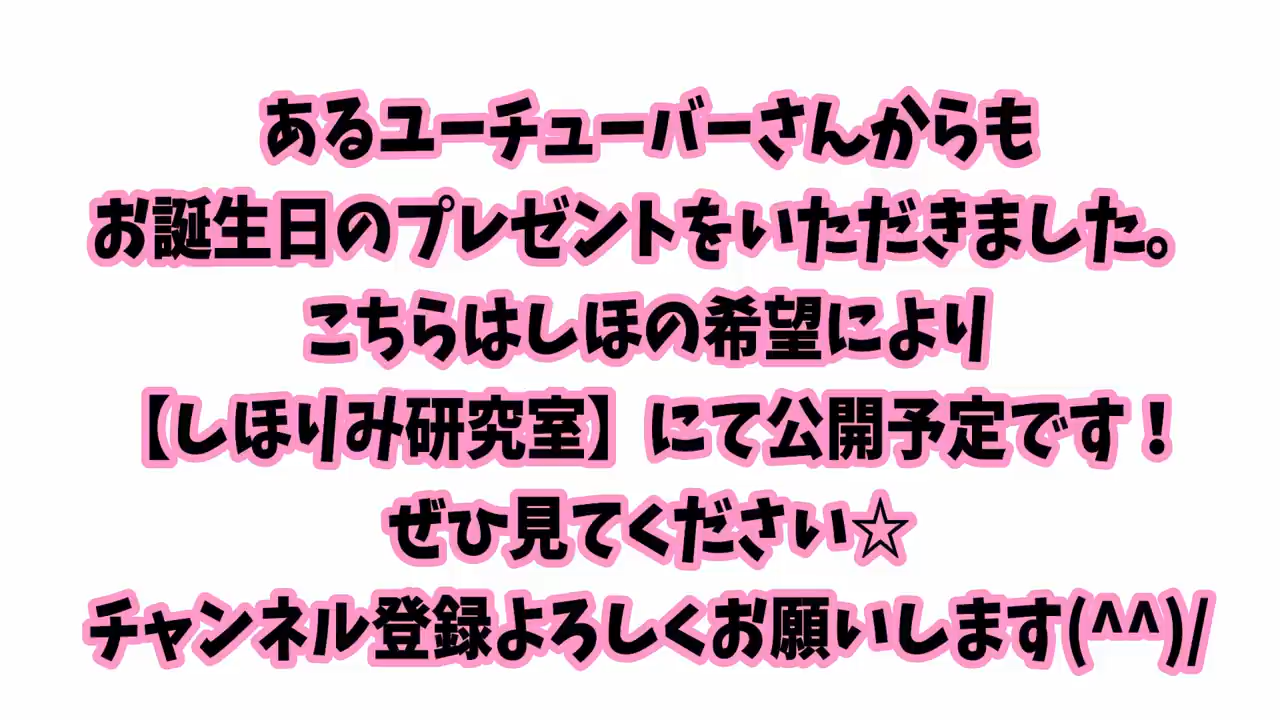 あるユーチューバーさんからも
お誕生日のプレゼントをいただきました。
こちらはしほの希望により
【しほりみ研究室】にて公開予定です！
ぜひ見てください☆
チャンネル登録よろしくお願いします(^^)/